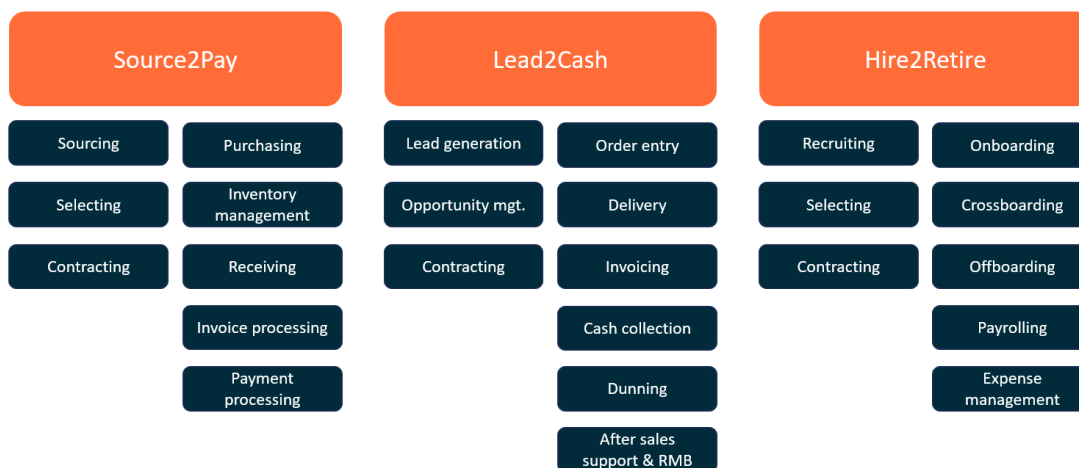 Source2Pay
Sourcing
Selecting
Contracting
Purchasing
Inventory
management
Receiving
Invoice processing
Payment
processing
Lead2Cash
Lead generation
Opportunity mgt.
Contracting
Order entry
Delivery
Invoicing
Cash collection
Dunning
After sales
support & RMB
Hire2Retire
Recruiting
Selecting
Contracting
Onboarding
Crossboarding
Offboarding
Payrolling
Expense
management